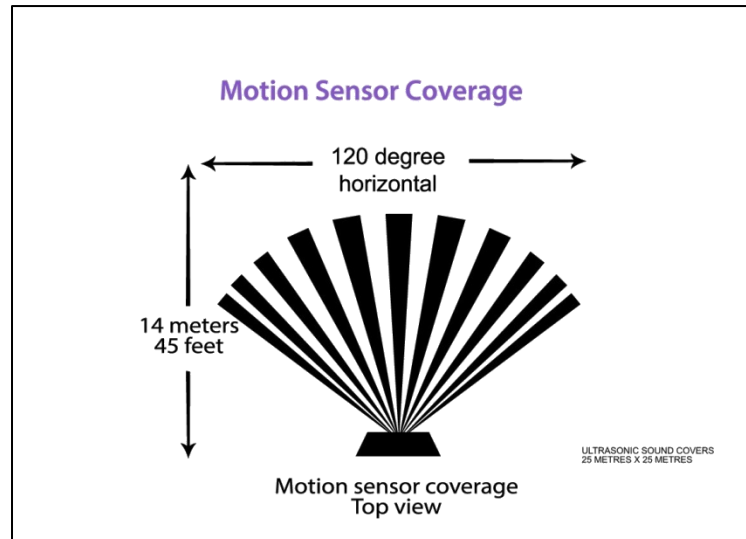 Motion Sensor Coverage
120 degree
horizontal
14 meters
45 feet
ULTRASONIC SOUND COVERS
25 METRES X 25 METRES
Motion sensor coverage
Top view